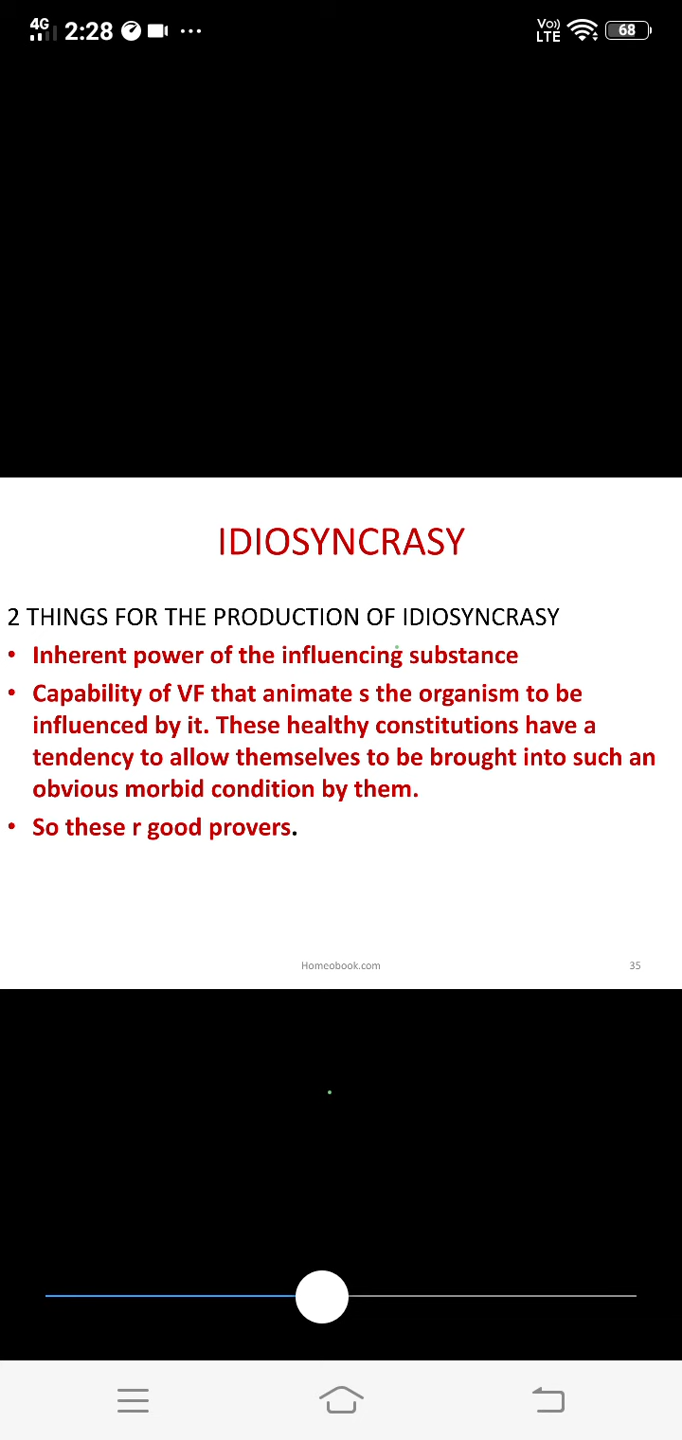 4G 2:28 Vo)) LTE 68
IDIOSYNCRASY
2 THINGS FOR THE PRODUCTION OF IDIOSYNCRASY
• Inherent power of the influencing substance
• Capability of VF that animate s the organism to be
influenced by it. These healthy constitutions have a
tendency to allow themselves to be brought into such an
obvious morbid condition by them.
• So these r good provers.
Homeobook.com 35